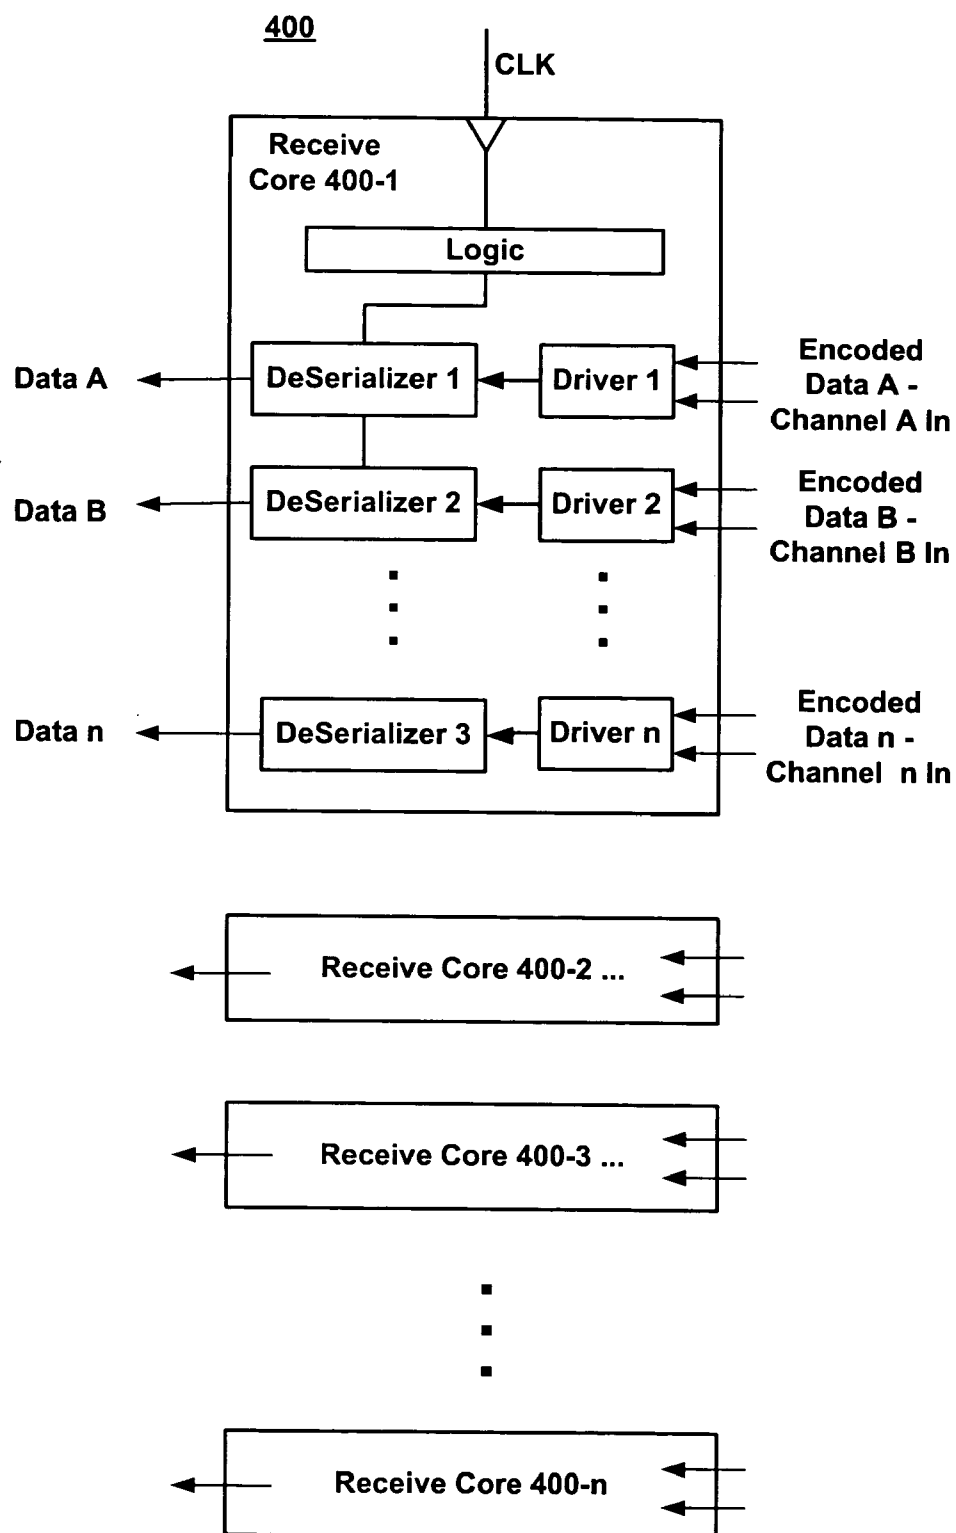 400
CLK
Receive
Core 400-1
Logic
Data A
DeSerializer 1
Driver 1
Encoded
Data A -
Channel A In
Data B
DeSerializer 2
Driver 2
Encoded
Data B -
Channel B In
Data n
DeSerializer 3
Driver n
Encoded
Data n -
Channel n In
Receive Core 400-2 ...
Receive Core 400-3 ...
Receive Core 400-n